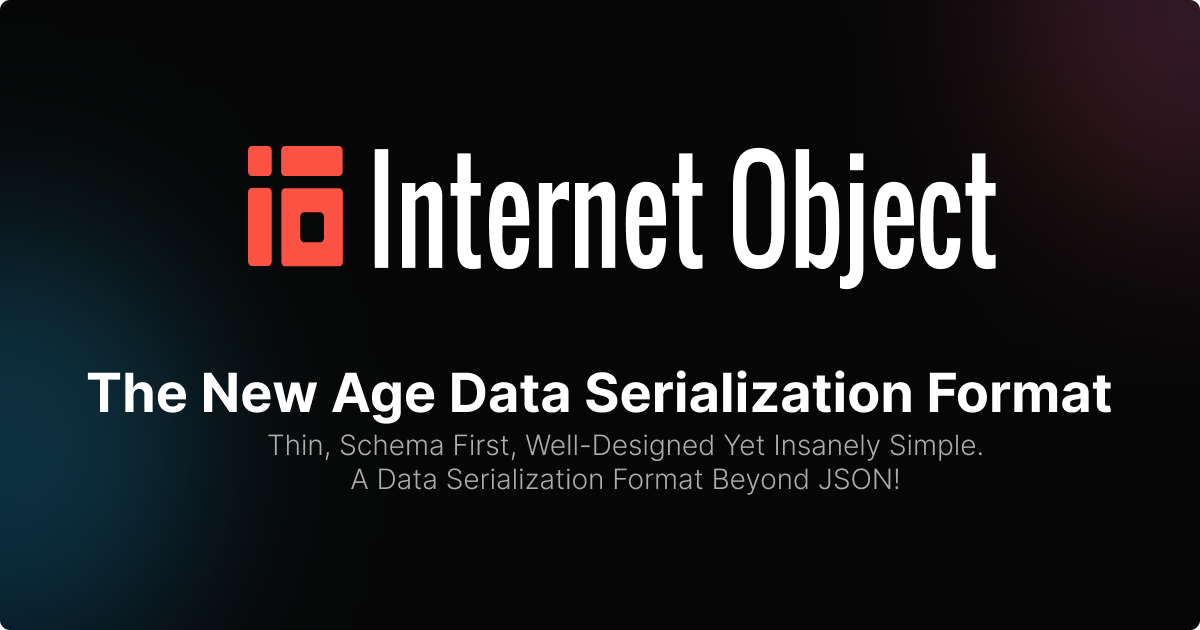 Internet Object
The New Age Data Serialization Format
Thin, Schema First, Well-Designed Yet Insanely Simple.
A Data Serialization Format Beyond JSON!